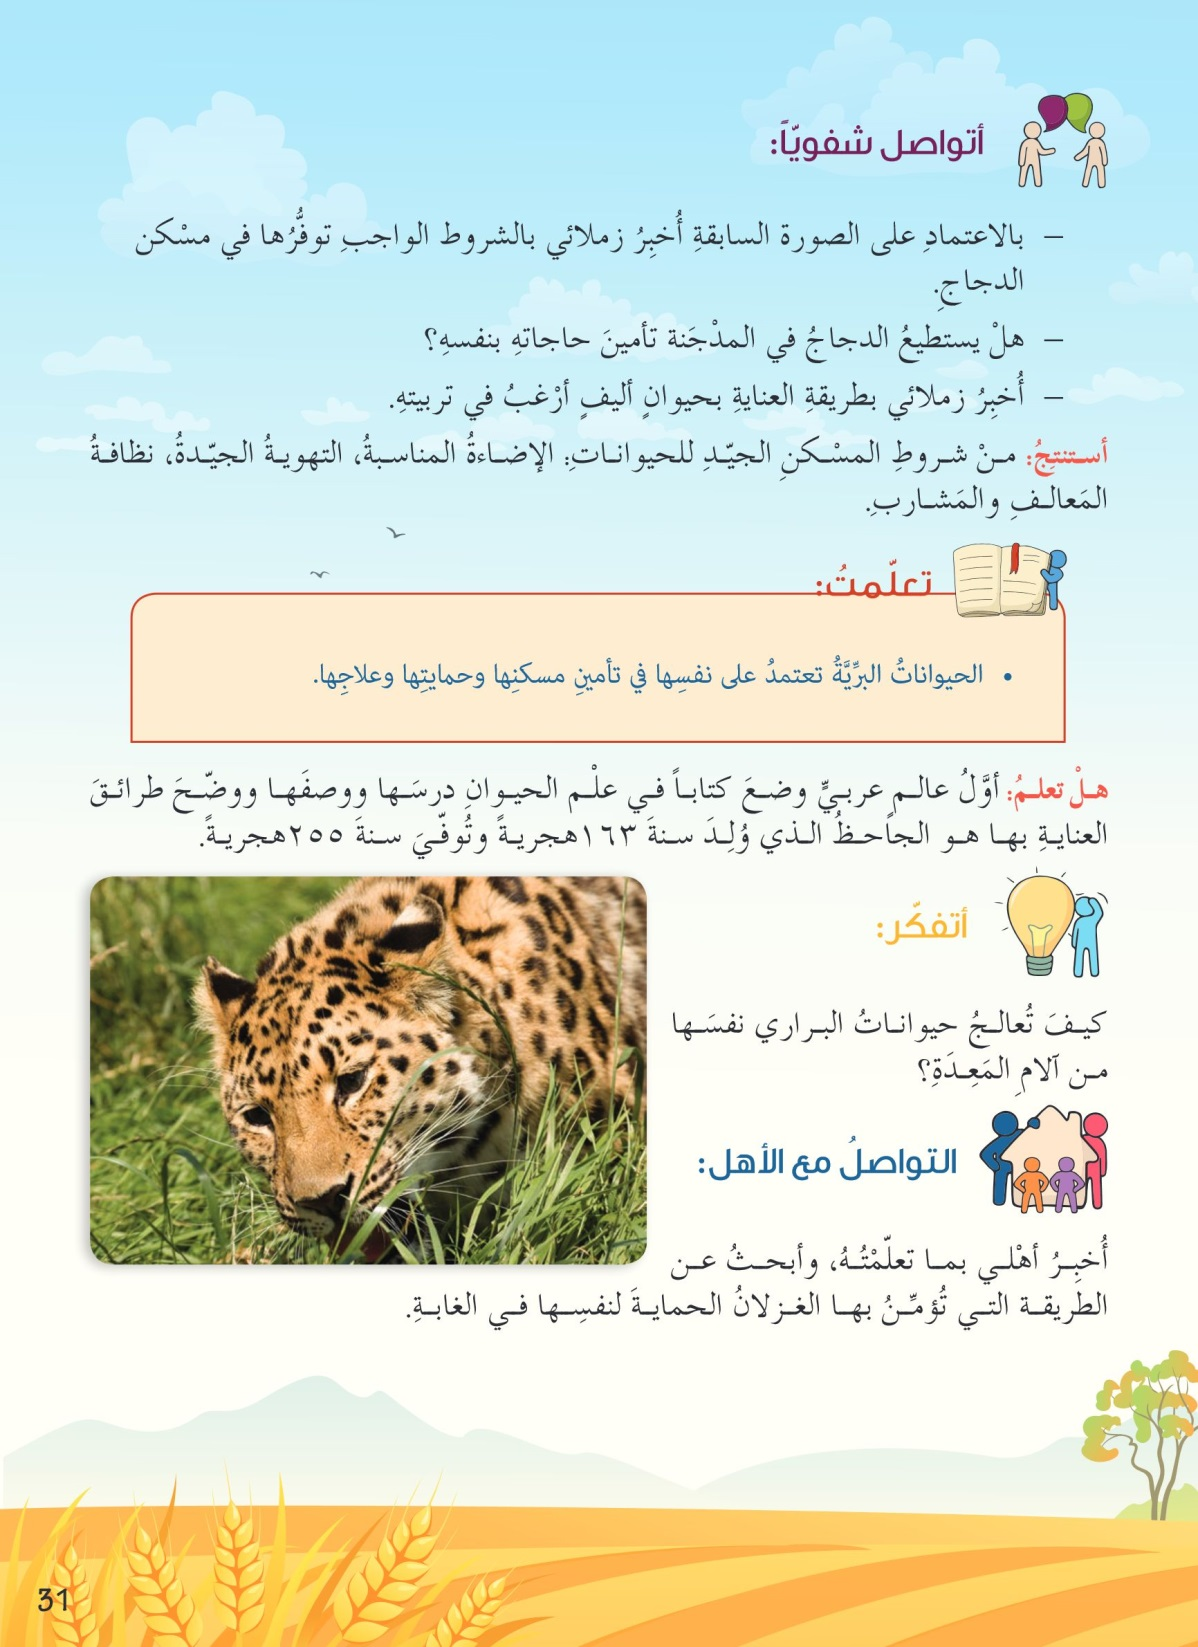 أتواصل شفويّاً:
– بالاعتمادِ على الصورة السابقةِ أُخبِرُ زملائي بالشروط الواجبِ توفُّرُها في مسْكن
الدجاجِ.
– هلْ يستطيعُ الدجاجُ في المدْجَنة تأمينَ حاجاتهِ بنفسهِ؟
– أُخبِرُ زملائي بطريقةِ العنايةِ بحيوانٍ أليفٍ أرْغبُ في تربيتهِ.
أستنتِجُ: منْ شروطِ المسْكنِ الجيّدِ للحيواناتِ: الإضاءةُ المناسبةُ، التهويةُ الجيّدةُ، نظافةُ
المَعالفِ والمَشاربِ.
تعلّمتُ:
• الحيواناتُ البرِّيَّةُ تعتمدُ على نفسِها في تأمينِ مسكنِها وحمايتِها وعلاجِها.
هلْ تعلمُ: أوَّلُ عالمٍ عربيٍّ وضعَ كتاباً في علْم الحيوانِ درسَها ووصفَها ووضّحَ طرائقَ
العنايةِ بها هو الجاحظُ الذي وُلِدَ سنةَ ١٦٣هجريةً وتُوفّيَ سنةَ ٢٥٥هجريةً.
أتفكّر:
كيفَ تُعالجُ حيواناتُ البراري نفسَها
من آلامِ المَعِدَةِ؟
التواصلُ مع الأهل:
أُخبِرُ أهْلي بما تعلّمْتُهُ، وأبحثُ عن
الطريقة التي تُؤمِّنُ بها الغزلانُ الحمايةَ لنفسِها في الغابةِ.
31